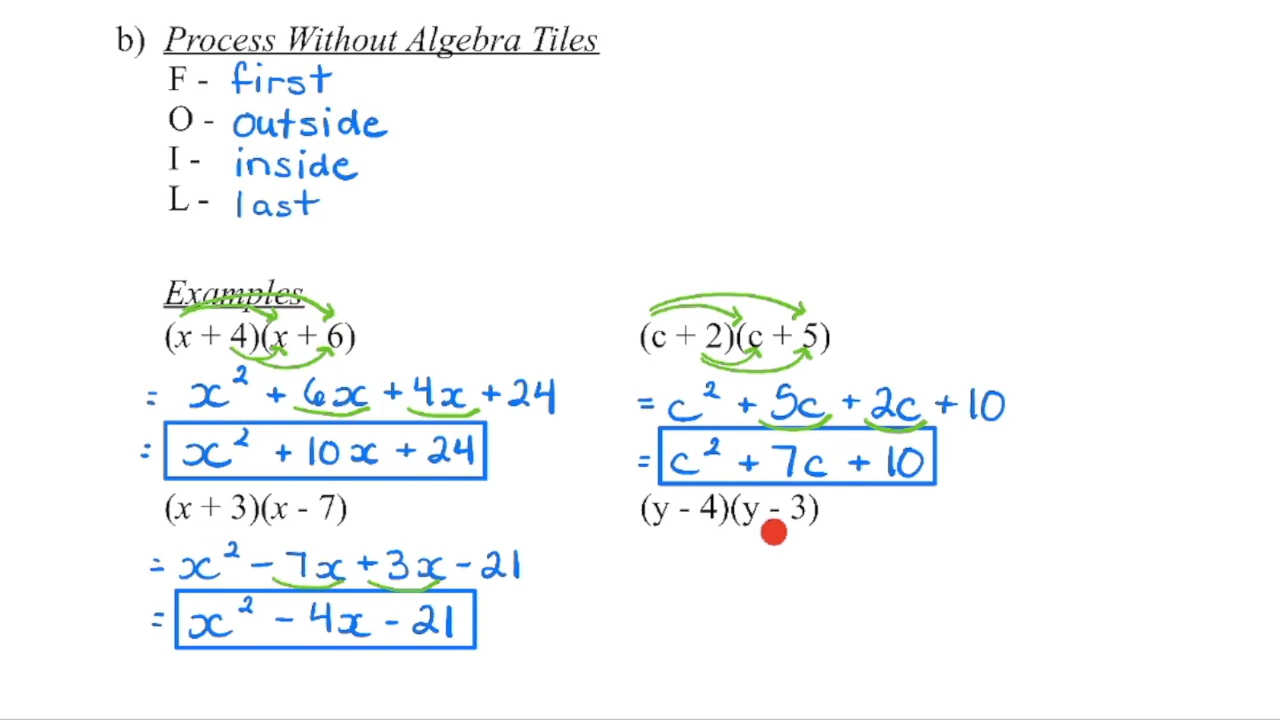 b) Process Without Algebra Tiles
F - first
O - outside
I - inside
L - last
Examples
(x + 4)(x + 6)
= x² + 6x + 4x + 24
= x² + 10x + 24
(c + 2)(c + 5)
= c² + 5c + 2c + 10
= c² + 7c + 10
(x + 3)(x - 7)
= x² - 7x + 3x - 21
= x² - 4x - 21
(y - 4)(y - 3)